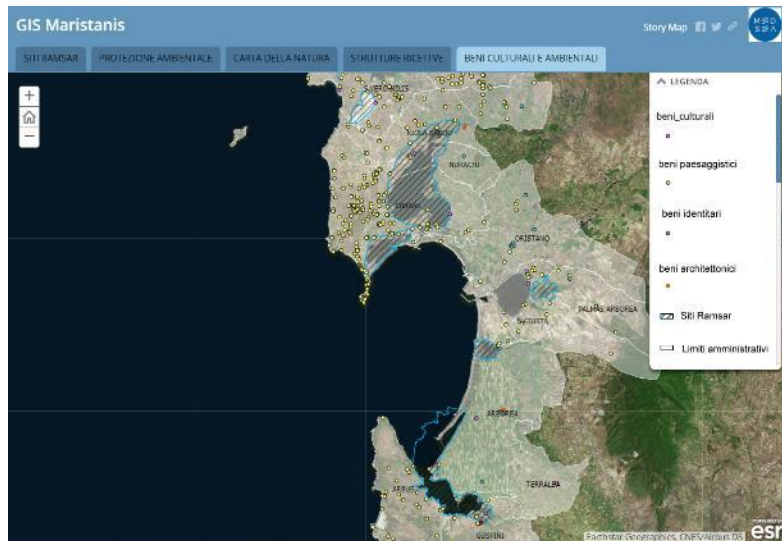 GIS Maristanis
Story Map
MED
SEA
SITI RAMSAR
PROTEZIONE AMBIENTALE
CARTA DELLA NATURA
STRUTTURE RICETTIVE
BENI CULTURALI E AMBIENTALI
LEGENDA
beni_culturali
beni paesaggistici
beni identitari
beni architettonici
Siti Ramsar
Limiti amministrativi
NURACHI
ORISTANO
PALMAS ARBOREA
ARBOREA
TERRALBA
ARBUS
GUSPINI
Earthstar Geographics, CNES/Airbus DS
esri